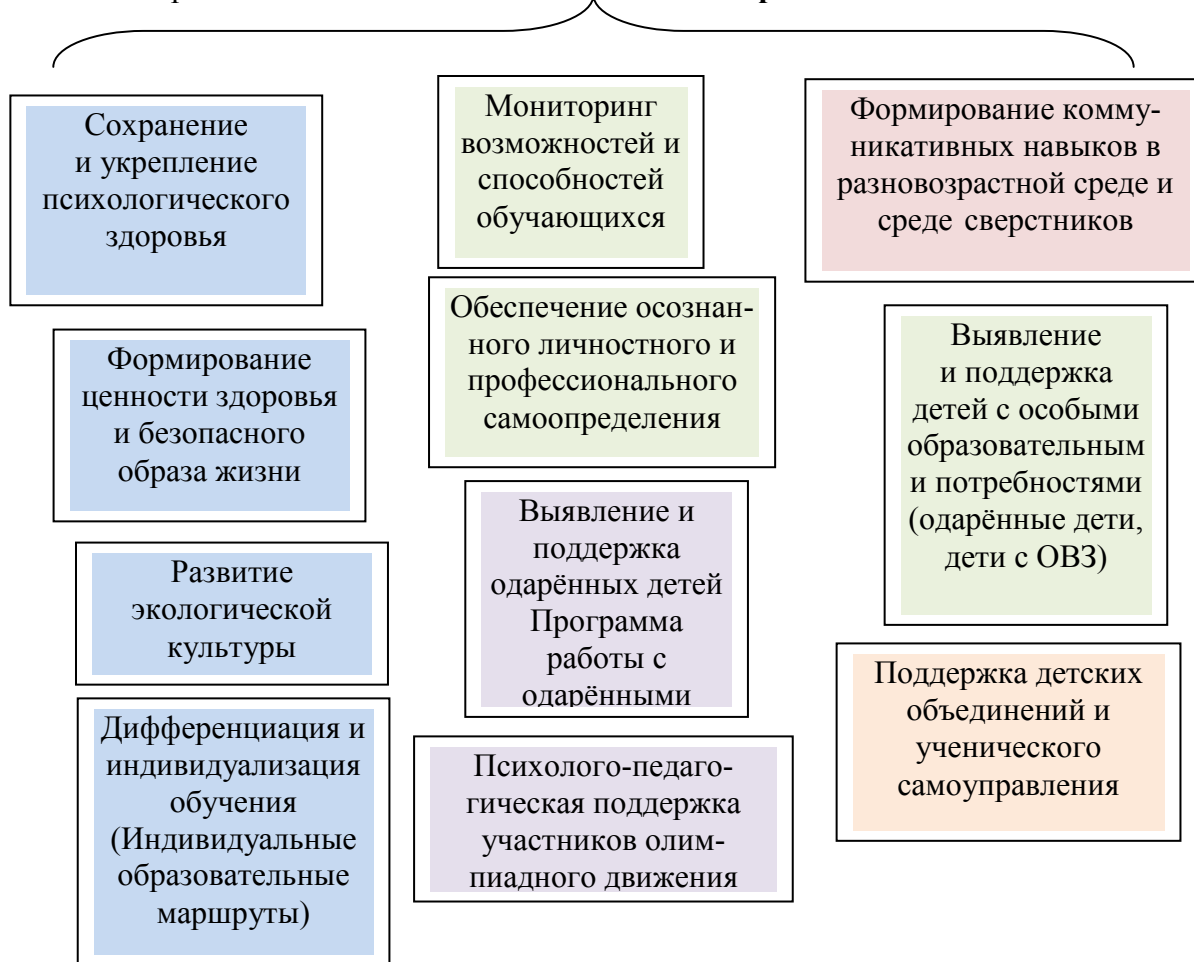 Сохранение
и укрепление
психологического
здоровья
Формирование
ценности здоровья
и безопасного
образа жизни
Развитие
экологической
культуры
Дифференциация и
индивидуализация
обучения
(Индивидуальные
образовательные
маршруты)
Мониторинг
возможностей и
способностей
обучающихся
Обеспечение осознан-
ного личностного и
профессионального
самоопределения
Выявление и
поддержка
одарённых детей
Программа
работы с
одарёнными
Психолого-педаго-
гическая поддержка
участников олим-
пиадного движения
Формирование комму-
никативных навыков в
разновозрастной среде и
среде сверстников
Выявление
и поддержка
детей с особыми
образовательным
и потребностями
(одарённые дети,
дети с ОВЗ)
Поддержка детских
объединений и
ученического
самоуправления